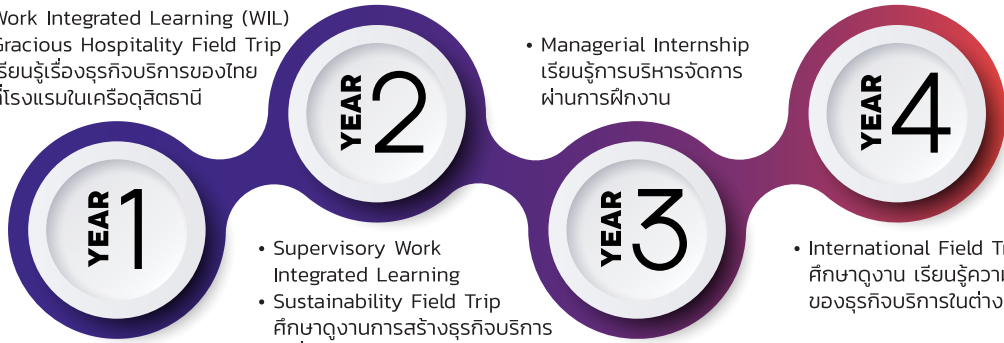 Work Integrated Learning (WIL)
Gracious Hospitality Field Trip
เรียนรู้เรื่องธุรกิจบริการของไทย
ที่โรงแรมในเครือดุสิตธานี
YEAR 1
YEAR 2
• Supervisory Work
Integrated Learning
• Sustainability Field Trip
ศึกษาดูงานการสร้างธุรกิจบริการ
• Managerial Internship
เรียนรู้การบริหารจัดการ
ผ่านการฝึกงาน
YEAR 3
YEAR 4
• International Field
ศึกษาดูงาน เรียนรู้
ของธุรกิจบริการในต่าง